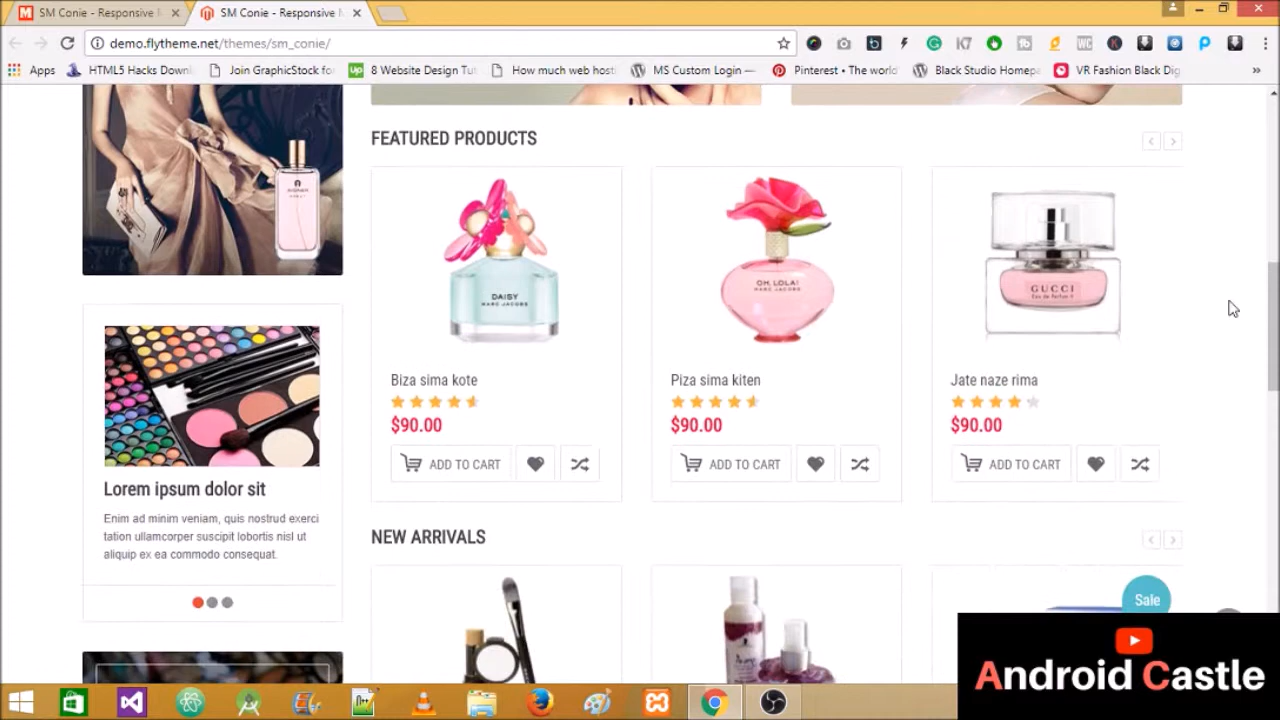 SM Conie - Responsive
SM Conie - Responsive
demo.flytheme.net/themes/sm_conie/
Apps
HTML5 Hacks Downl
Join GraphicStock fo
8 Website Design Tut
How much web host
MS Custom Login —
Pinterest • The world
Black Studio Homepa
VR Fashion Black Dig
FEATURED PRODUCTS
DAISY
MARC JACOBS
OH, LOLA!
MARC JACOBS
GUCCI
Biza sima kote
Piza sima kiten
Jate naze rima
$90.00
$90.00
$90.00
ADD TO CART
ADD TO CART
ADD TO CART
Lorem ipsum dolor sit
Enim ad minim veniam, quis nostrud exerci
tation ullamcorper suscipit lobortis nisl ut
aliquip ex ea commodo consequat.
NEW ARRIVALS
Sale
Android Castle